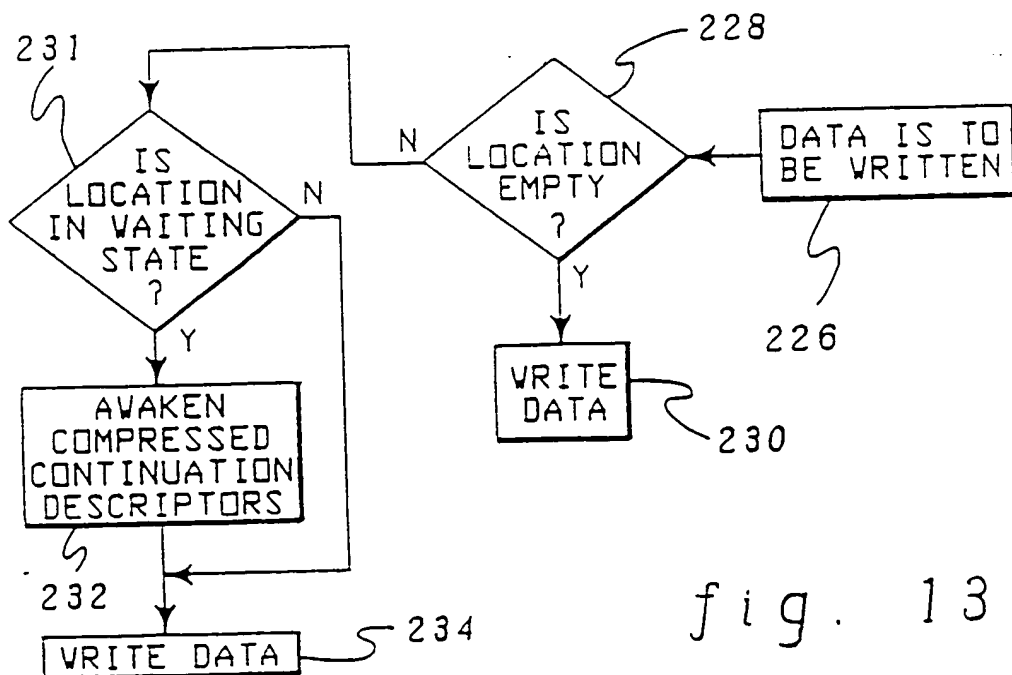 231
228
IS
LOCATION
IN WAITING
STATE
?
N
Y
N
IS
LOCATION
EMPTY
?
Y
DATA IS TO
BE WRITTEN
226
WRITE
DATA
230
AWAKEN
COMPRESSED
CONTINUATION
DESCRIPTORS
232
WRITE DATA
234
fig. 13